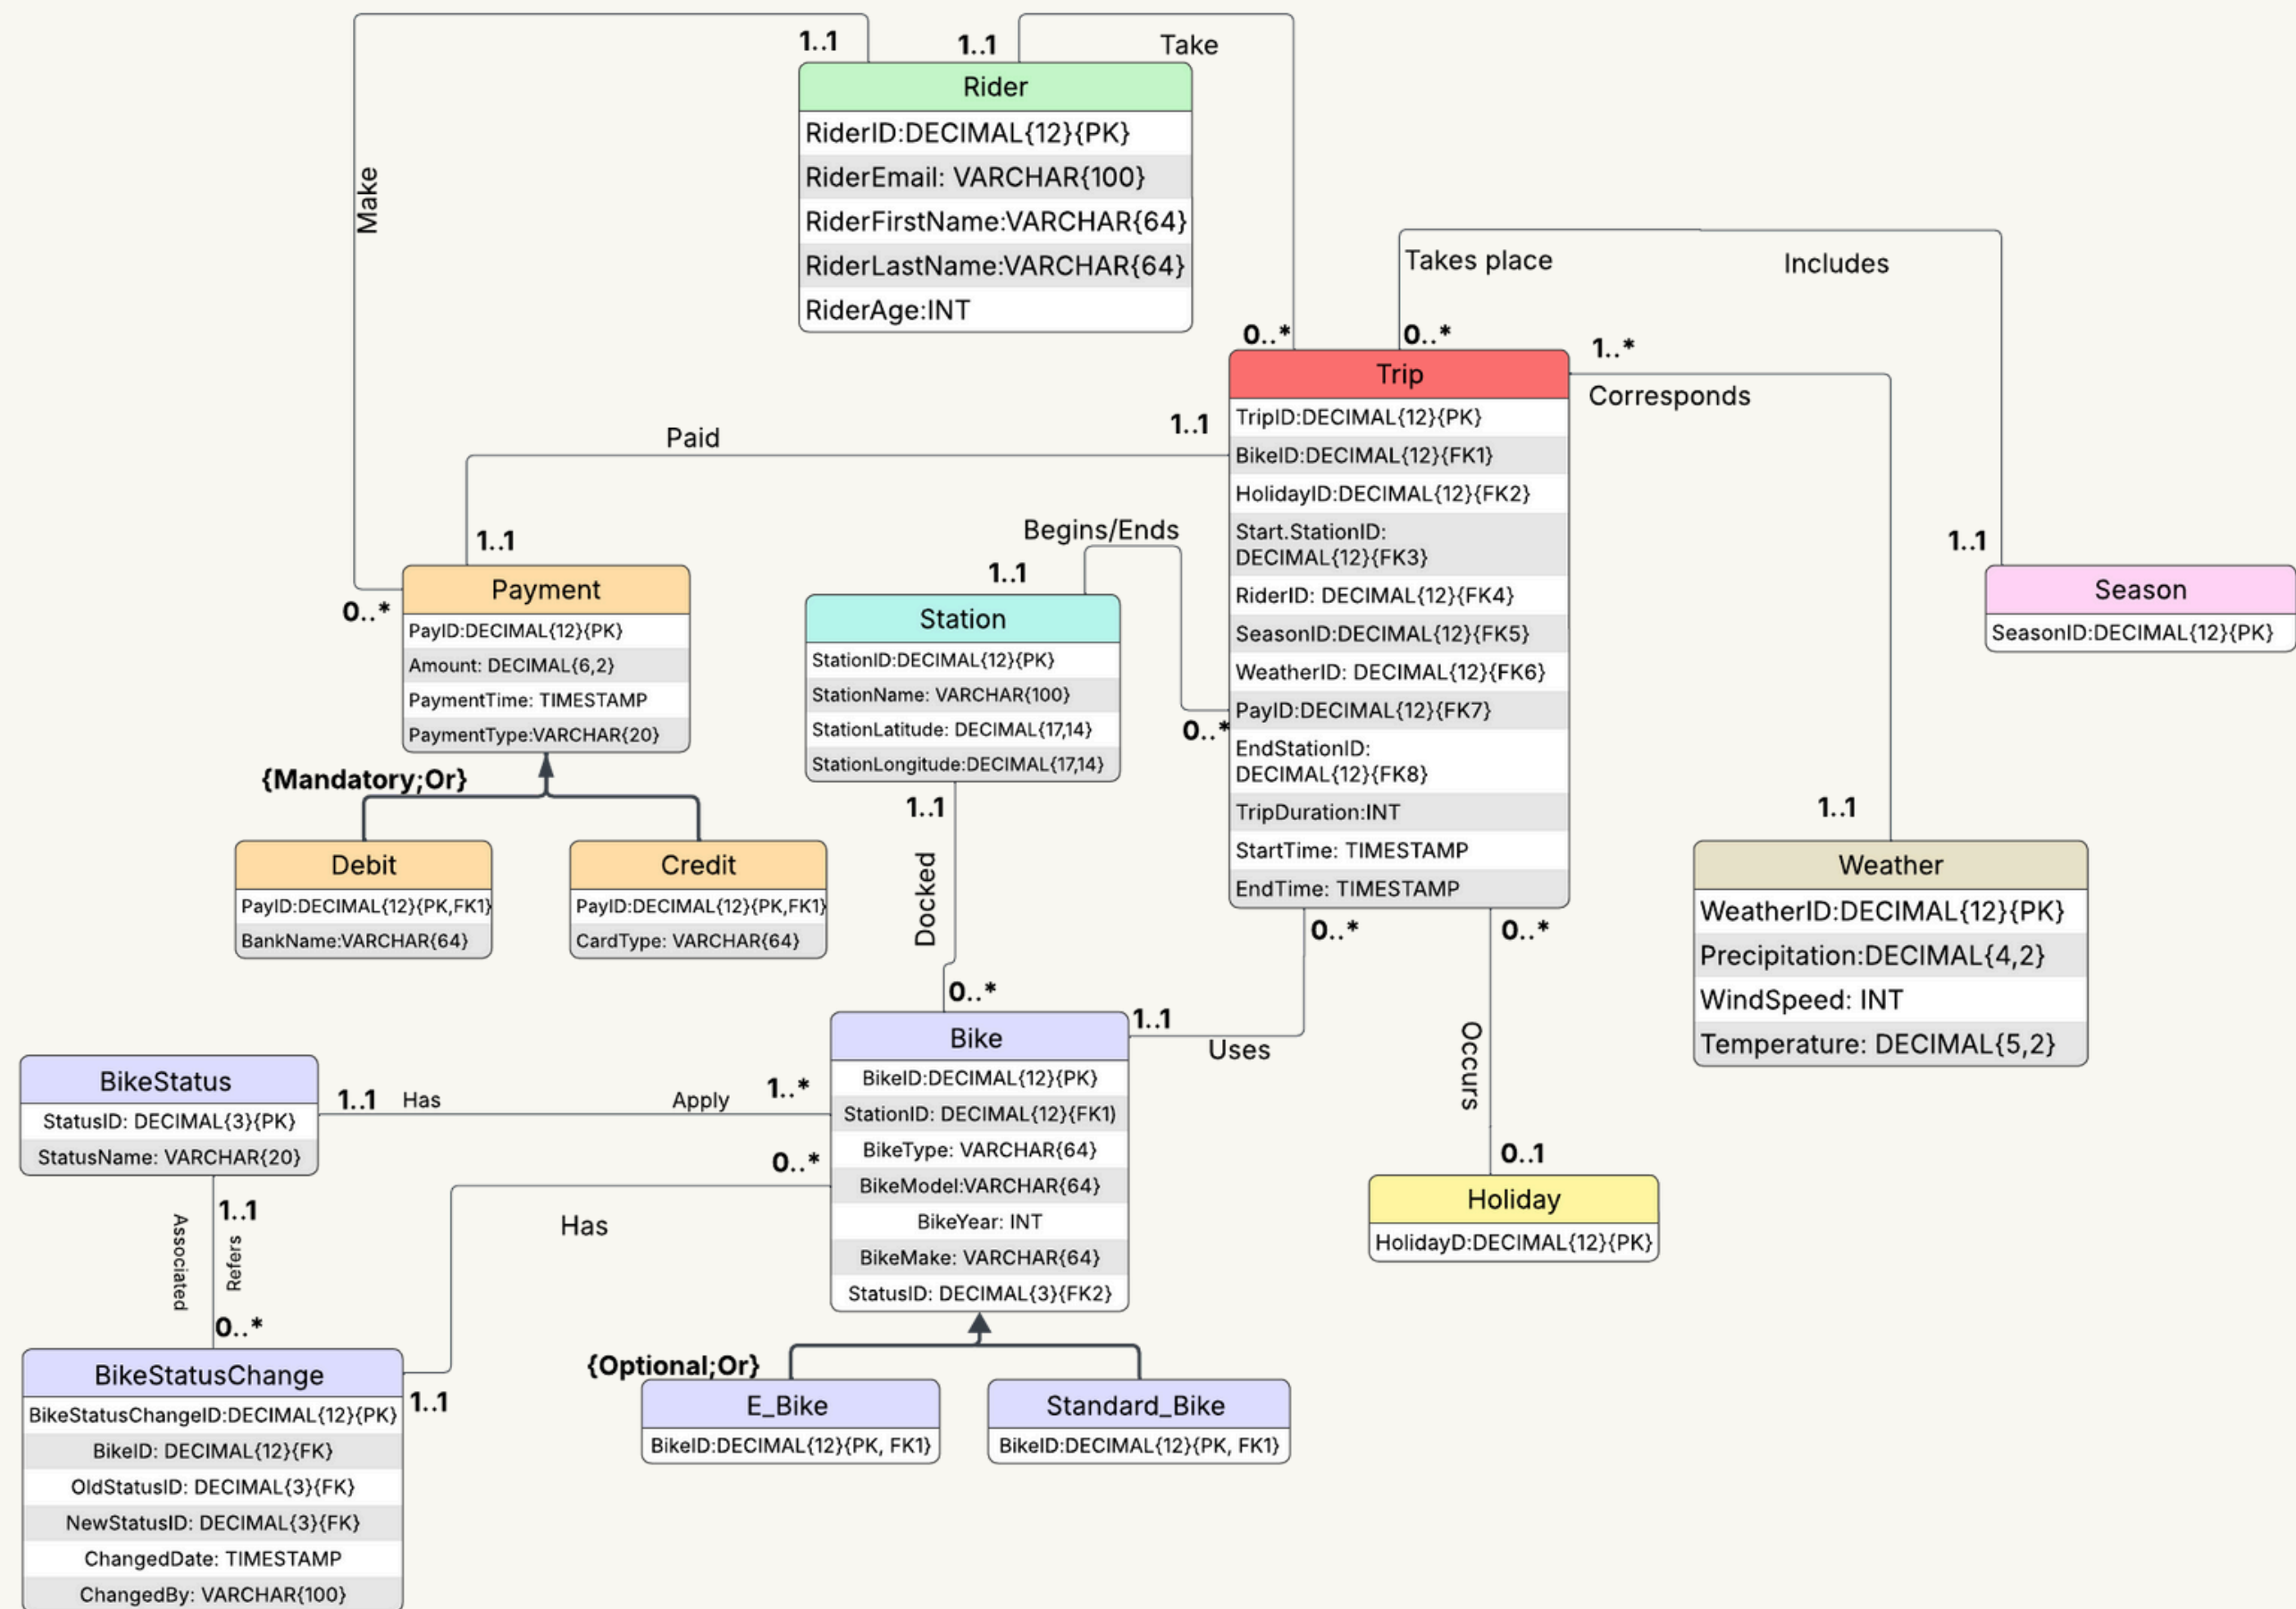 1..1
1..1
Take
Rider
RiderID:DECIMAL{12}{PK}
RiderEmail: VARCHAR{100}
RiderFirstName:VARCHAR{64}
RiderLastName:VARCHAR{64}
RiderAge:INT
Make
Takes place
Includes
0..*
0..*
1..*
Corresponds
Trip
TripID:DECIMAL{12}{PK}
BikeID:DECIMAL{12}{FK1}
HolidayID:DECIMAL{12}{FK2}
Start.StationID:
DECIMAL{12}{FK3}
RiderID: DECIMAL{12}{FK4}
SeasonID:DECIMAL{12}{FK5}
WeatherID: DECIMAL{12}{FK6}
PayID:DECIMAL{12}{FK7}
EndStationID:
DECIMAL{12}{FK8}
TripDuration:INT
StartTime: TIMESTAMP
EndTime: TIMESTAMP
1..1
Paid
1..1
0..*
Payment
PayID:DECIMAL{12}{PK}
Amount: DECIMAL{6,2}
PaymentTime: TIMESTAMP
PaymentType:VARCHAR{20}
{Mandatory;Or}
Debit
PayID:DECIMAL{12}{PK,FK1}
BankName:VARCHAR{64}
Credit
PayID:DECIMAL{12}{PK,FK1}
CardType: VARCHAR{64}
Begins/Ends
1..1
0..*
Station
StationID:DECIMAL{12}{PK}
StationName: VARCHAR{100}
StationLatitude: DECIMAL{17,14}
StationLongitude:DECIMAL{17,14}
1..1
Docked
0..*
1..1
Season
SeasonID:DECIMAL{12}{PK}
1..1
Weather
WeatherID:DECIMAL{12}{PK}
Precipitation:DECIMAL{4,2}
WindSpeed: INT
Temperature: DECIMAL{5,2}
0..*
0..*
1..1
Uses
Occurs
0..1
Holiday
HolidayD:DECIMAL{12}{PK}
Bike
BikeID:DECIMAL{12}{PK}
StationID: DECIMAL{12}{FK1)
BikeType: VARCHAR{64}
BikeModel:VARCHAR{64}
BikeYear: INT
BikeMake: VARCHAR{64}
StatusID: DECIMAL{3}{FK2}
BikeStatus
StatusID: DECIMAL{3}{PK}
StatusName: VARCHAR{20}
1..1
Has
Apply
1..*
0..*
Has
1..1
Associated
Refers
0..*
1..1
BikeStatusChange
BikeStatusChangeID:DECIMAL{12}{PK}
BikeID: DECIMAL{12}{FK}
OldStatusID: DECIMAL{3}{FK}
NewStatusID: DECIMAL{3}{FK}
ChangedDate: TIMESTAMP
ChangedBy: VARCHAR{100}
{Optional;Or}
E_Bike
BikeID:DECIMAL{12}{PK, FK1}
Standard_Bike
BikeID:DECIMAL{12}{PK, FK1}